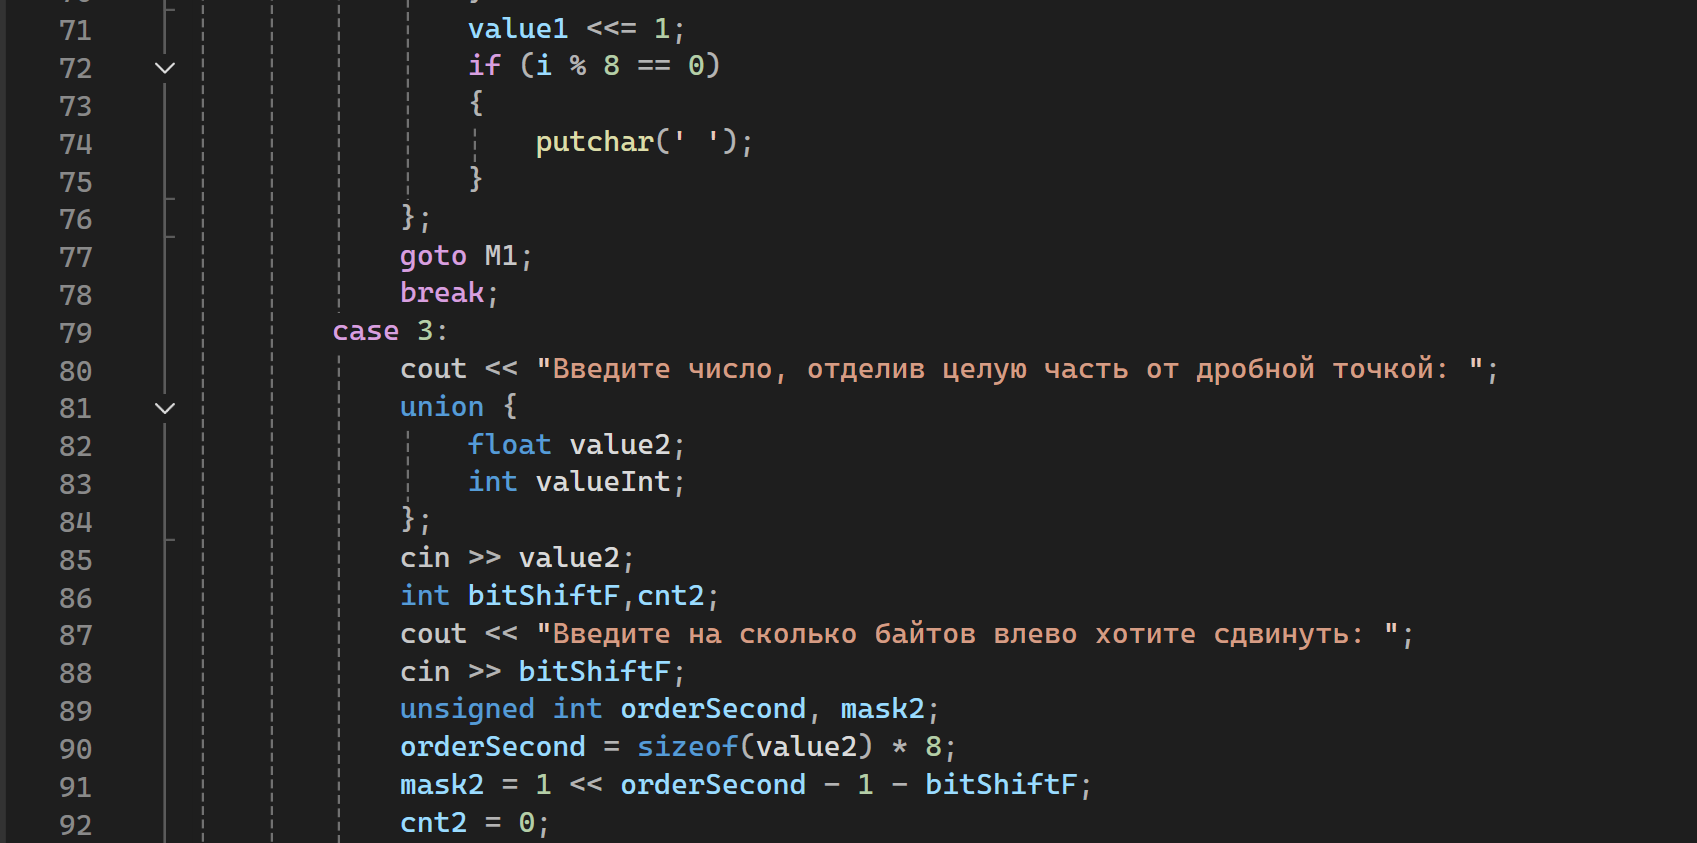 71 value1 <<= 1;
72 if (i % 8 == 0)
73 {
74 putchar(' ');
75 }
76 };
77 goto M1;
78 break;
79 case 3:
80 cout << "Введите число, отделив целую часть от дробной точкой: ";
81 union {
82 float value2;
83 int valueInt;
84 };
85 cin >> value2;
86 int bitShiftF,cnt2;
87 cout << "Введите на сколько байтов влево хотите сдвинуть: ";
88 cin >> bitShiftF;
89 unsigned int orderSecond, mask2;
90 orderSecond = sizeof(value2) * 8;
91 mask2 = 1 << orderSecond - 1 - bitShiftF;
92 cnt2 = 0;